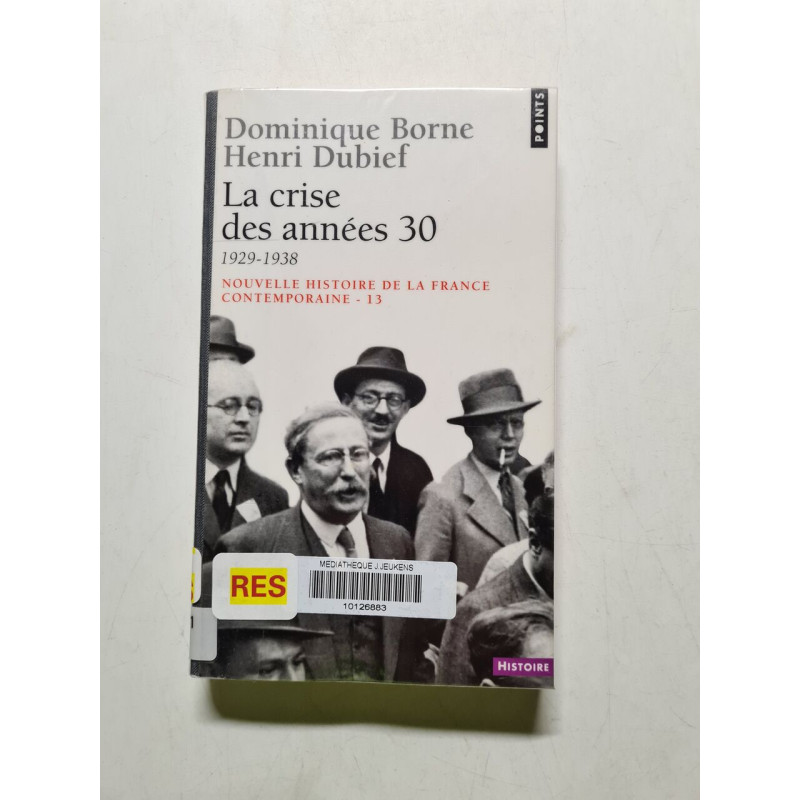 POINTS
Dominique Borne
Henri Dubief
La crise
des années 30
1929-1938
NOUVELLE HISTOIRE DE LA FRANCE
CONTEMPORAINE - 13
MEDIATHEQUE J.JEUKENS
RES
10126883
HISTOIRE